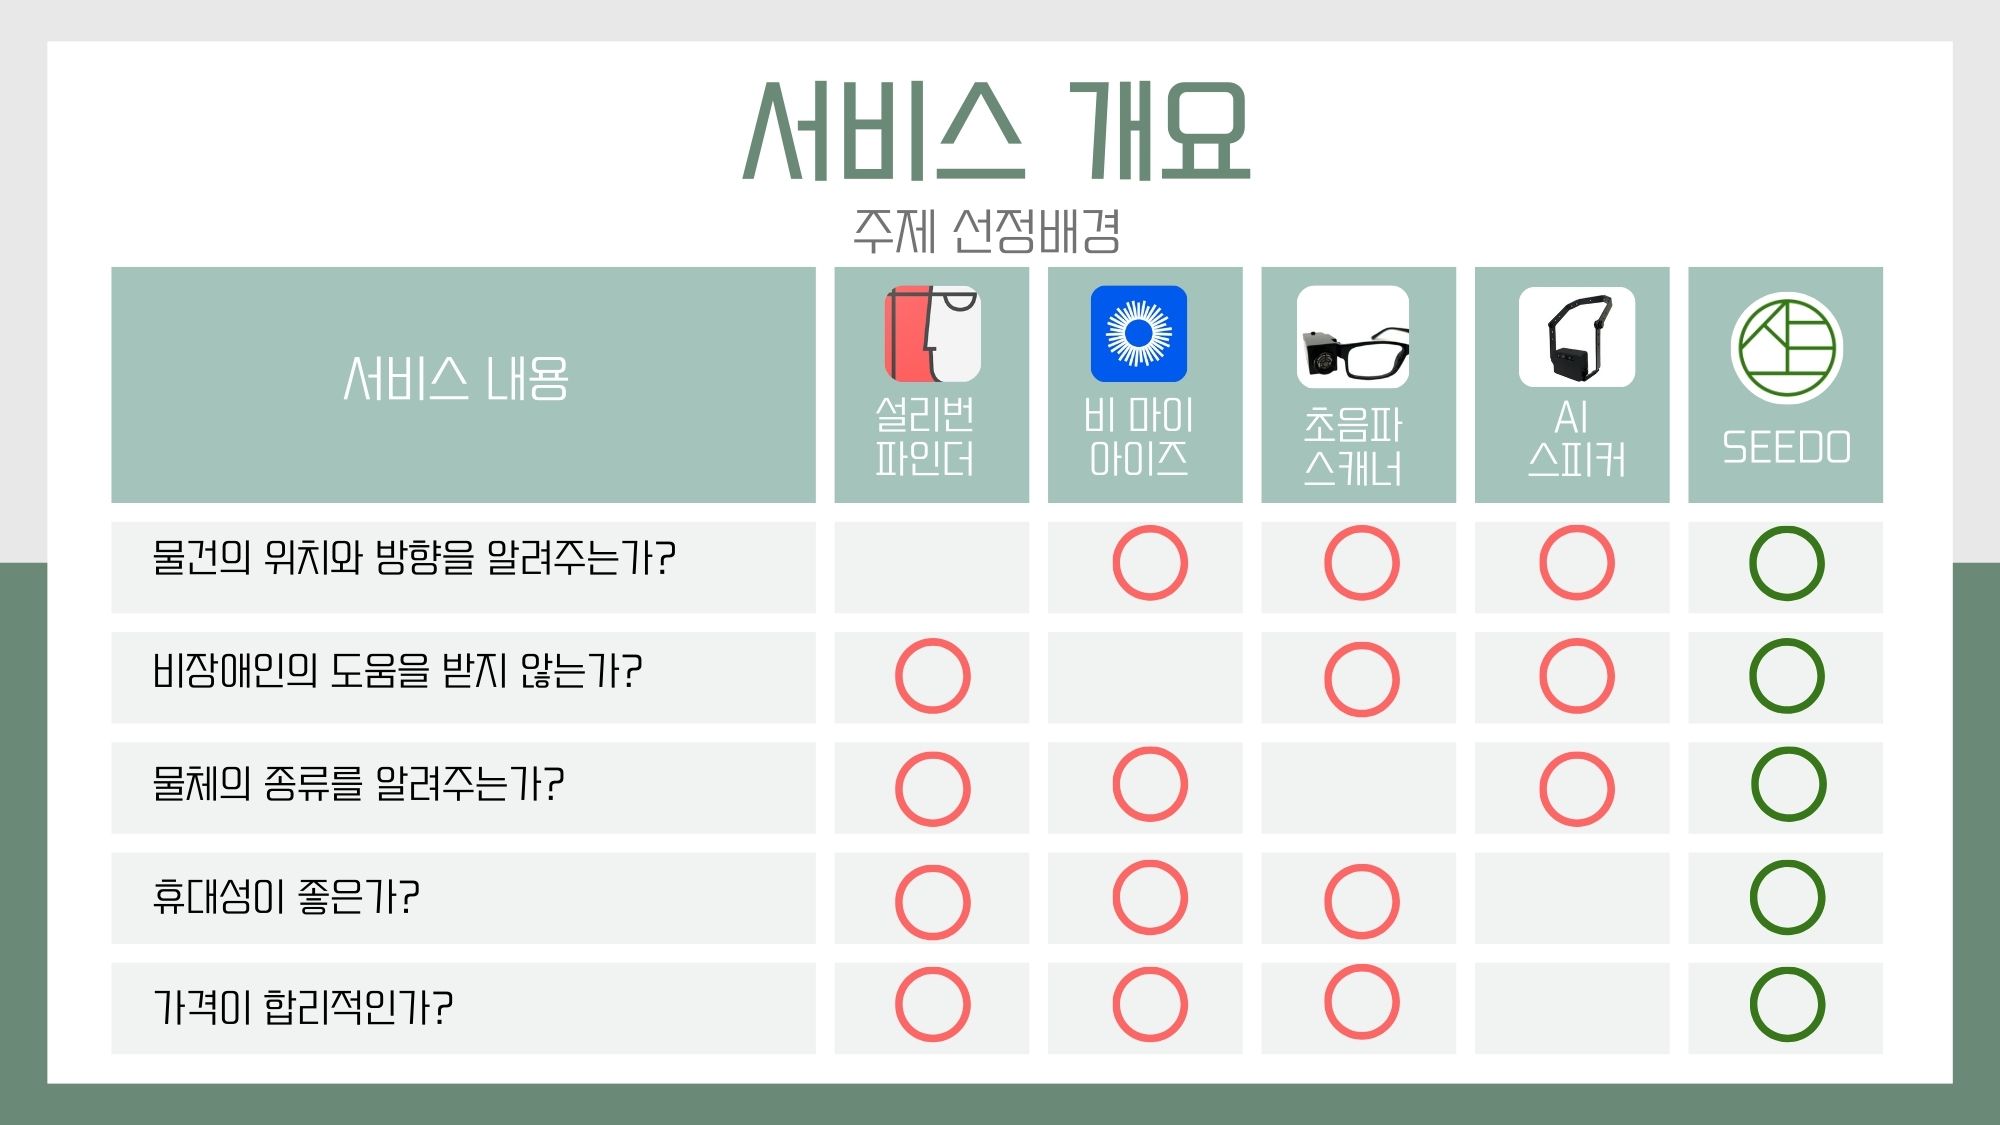 서비스 개요
주제 선정배경
서비스 내용
설리번
파인더
비 마이
아이즈
초음파
스캐너
AI
스피커
SEEDO
물건의 위치와 방향을 알려주는가?
비장애인의 도움을 받지 않는가?
물체의 종류를 알려주는가?
휴대성이 좋은가?
가격이 합리적인가?